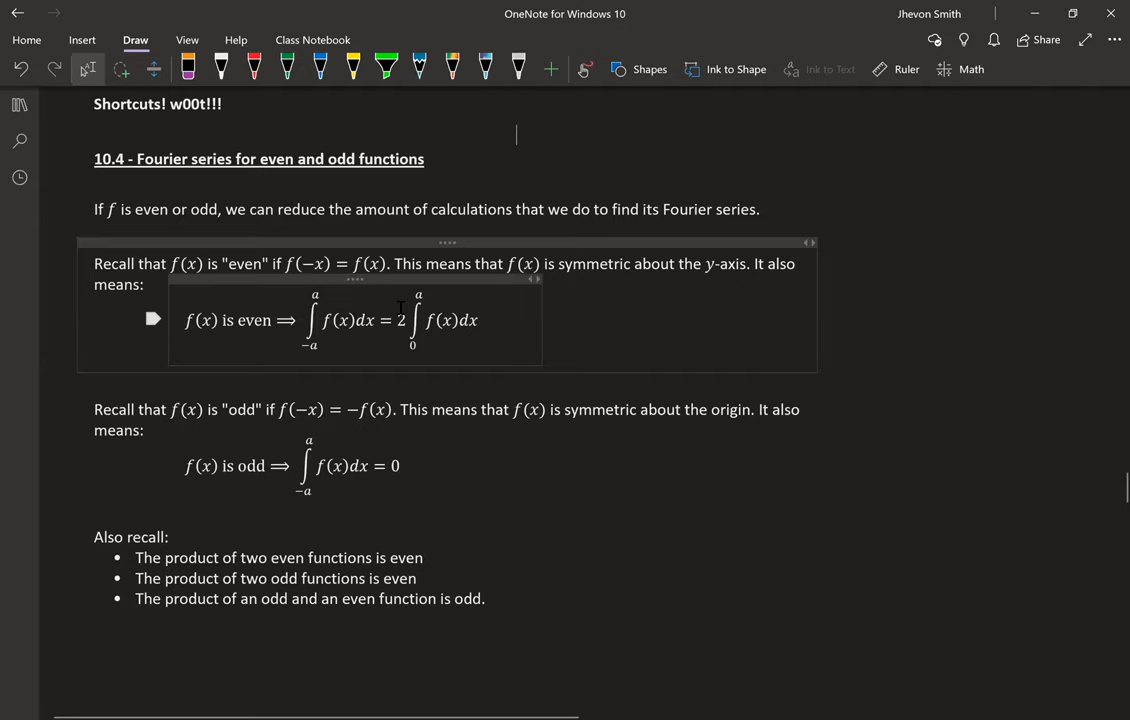 OneNote for Windows 10
Jhevon Smith
Home Insert Draw View Help Class Notebook
Share
Shapes Ink to Shape Ink to Text Ruler Math
Shortcuts! w00t!!!
10.4 - Fourier series for even and odd functions
If f is even or odd, we can reduce the amount of calculations that we do to find its Fourier series.
Recall that f(x) is "even" if f(−x) = f(x). This means that f(x) is symmetric about the y-axis. It also
means:
f(x) is even ⟹ ∫_{−a}^{a} f(x)dx = 2 ∫_{0}^{a} f(x)dx
Recall that f(x) is "odd" if f(−x) = −f(x). This means that f(x) is symmetric about the origin. It also
means:
f(x) is odd ⟹ ∫_{−a}^{a} f(x)dx = 0
Also recall:
• The product of two even functions is even
• The product of two odd functions is even
• The product of an odd and an even function is odd.